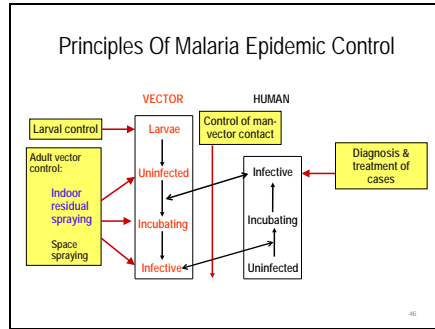 Principles Of Malaria Epidemic Control
VECTOR
HUMAN
Larval control
Larvae
Control of man-
vector contact
Adult vector
control:
Indoor
residual
spraying
Space
spraying
Uninfected
Incubating
Infective
Infective
Incubating
Uninfected
Diagnosis &
treatment of
cases
46